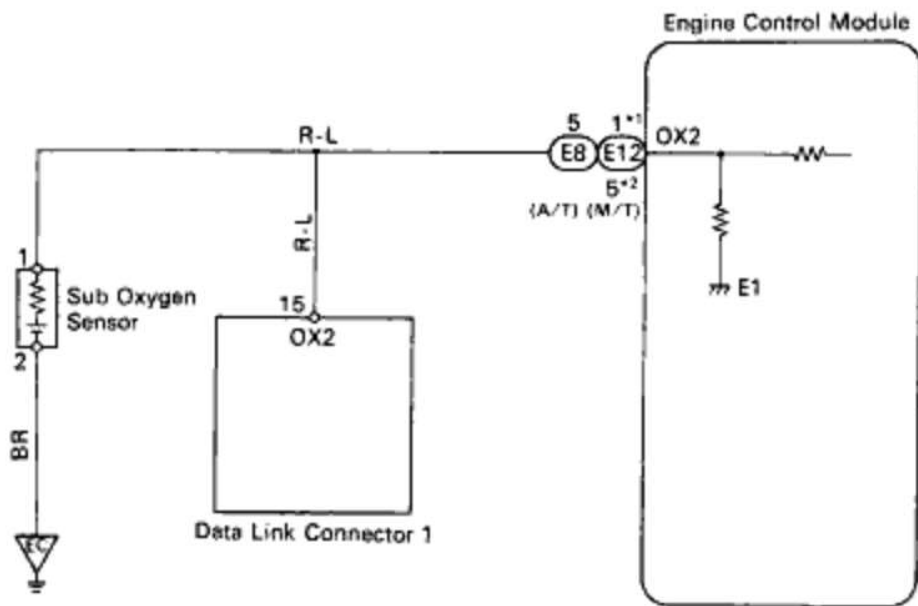 Engine Control Module
R-L
5 1*1
E8 E12 OX2
5*2
(A/T) (M/T)
R-L
E1
1
Sub Oxygen
Sensor
2
15
OX2
BR
Data Link Connector 1
EC